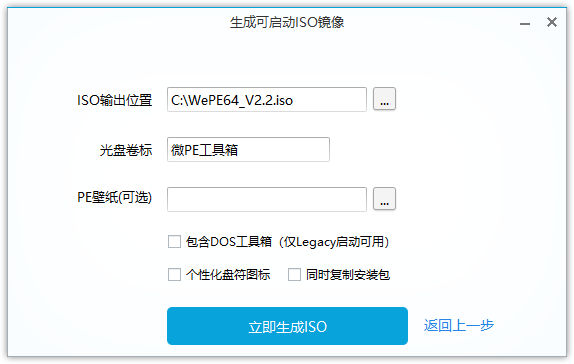 生成可启动ISO镜像
ISO输出位置 C:\WePE64_V2.2.iso ...
光盘卷标 微PE工具箱
PE壁纸(可选) ...
包含DOS工具箱（仅Legacy启动可用）
个性化盘符图标 同时复制安装包
立即生成ISO 返回上一步